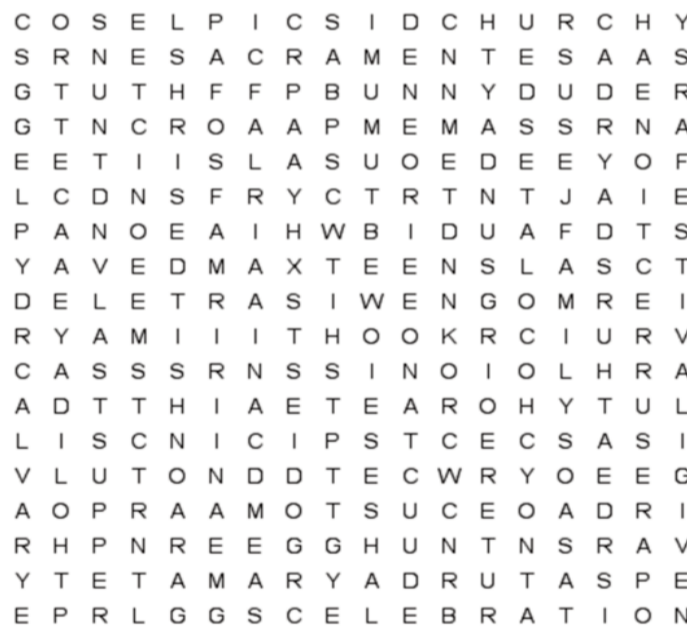 C O S E L P I C S I D C H U R C H Y
S R N E S A C R A M E N T E S A A S
G T U T H F F P B U N N Y D U D E R
G T N C R O A A P M E M A S S R N A
E E T I I S L A S U O E D E E Y O F
L C D N S F R Y C T R T N T J A I E
P A N O E A I H W B I D U A F D T S
Y A V E D M A X T E E N S L A S C T
D E L E T R A S I W E N G O M R E I
R Y A M I I I T H O O K R C I U R V
C A S S S R N S S I N O I O L H R A
A D T T H I A E T E A R O H Y T U L
L I S C N I C I P S T C E C S A S I
V L U T O N D D T E C W R Y O E E G
A O P R A A M O T S U C E O A D R I
R H P N R E E G G H U N T N S R A V
Y T E T A M A R Y A D R U T A S P E
E P R L G G S C E L E B R A T I O N